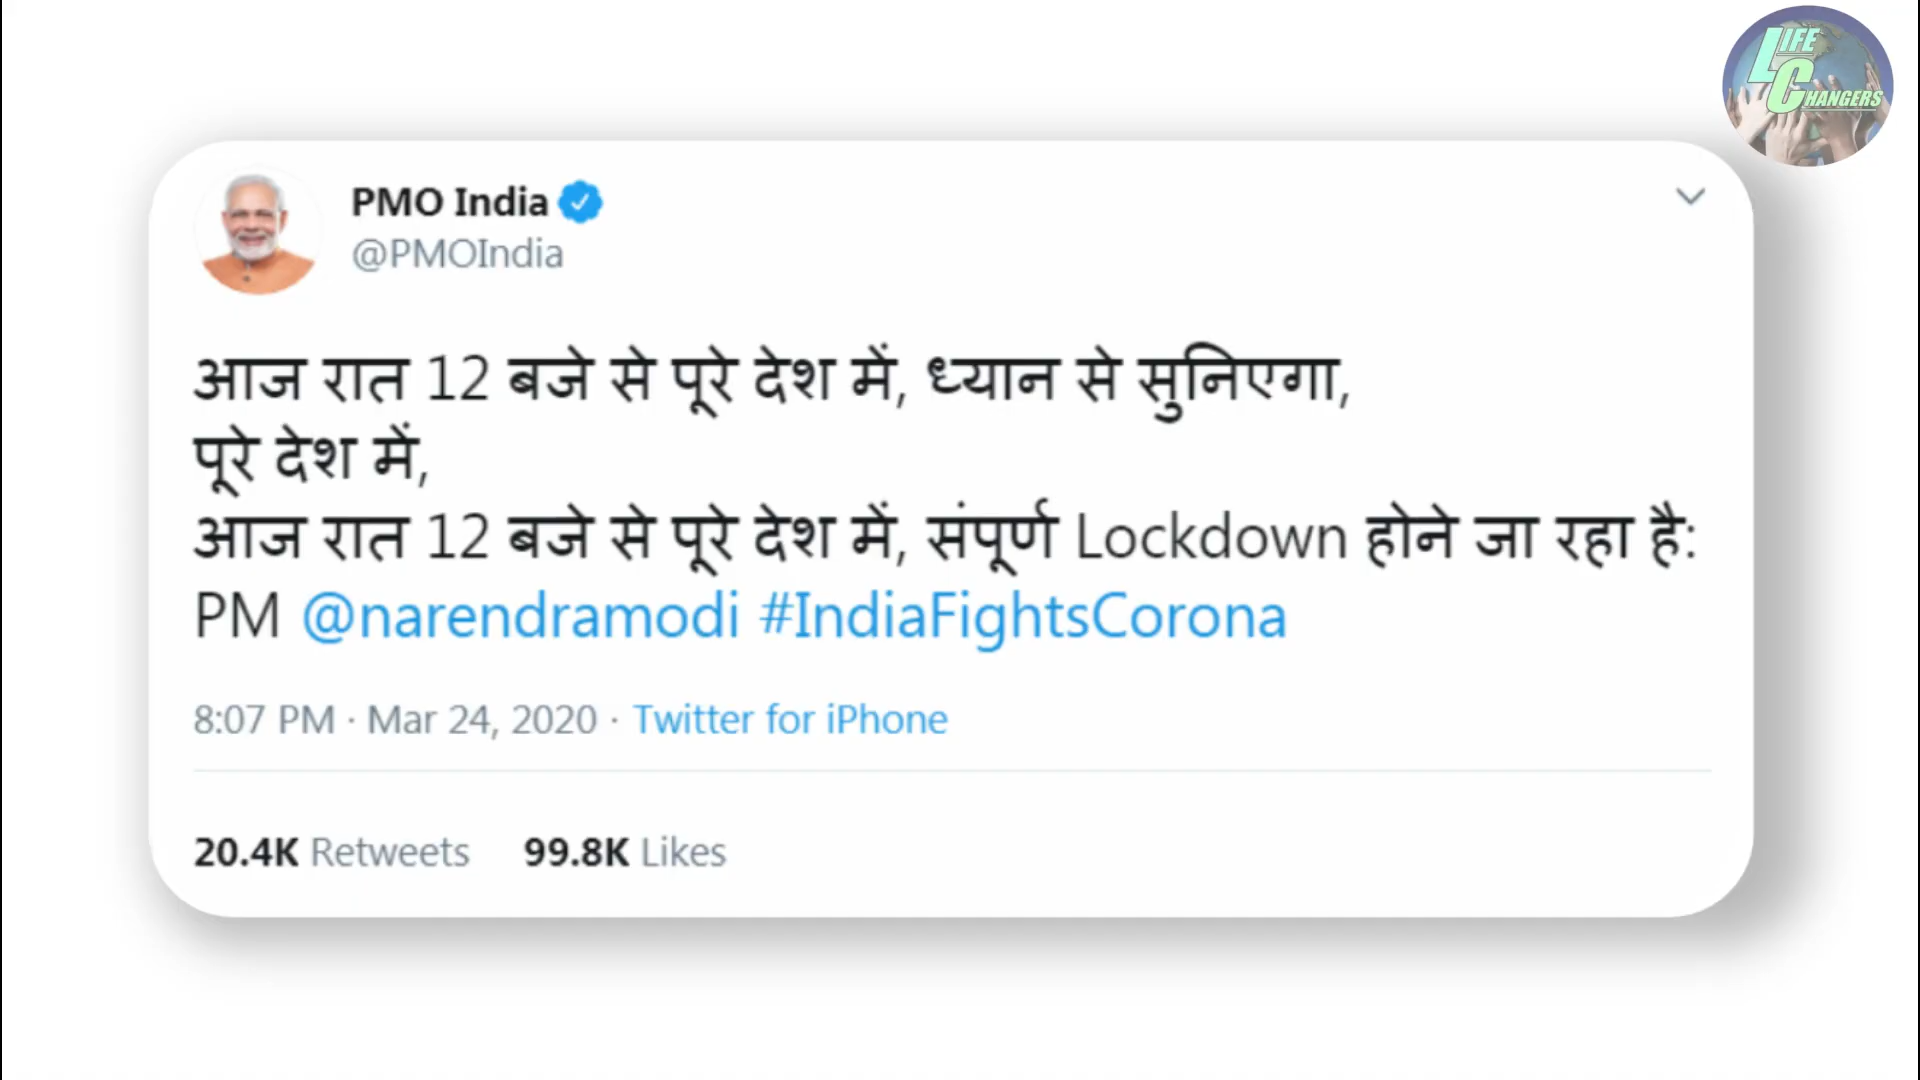 LIFE
CHANGERS
PMO India
@PMOIndia
आज रात 12 बजे से पूरे देश में, ध्यान से सुनिएगा,
पूरे देश में,
आज रात 12 बजे से पूरे देश में, संपूर्ण Lockdown होने जा रहा है:
PM @narendramodi #IndiaFightsCorona
8:07 PM · Mar 24, 2020 · Twitter for iPhone
20.4K Retweets 99.8K Likes